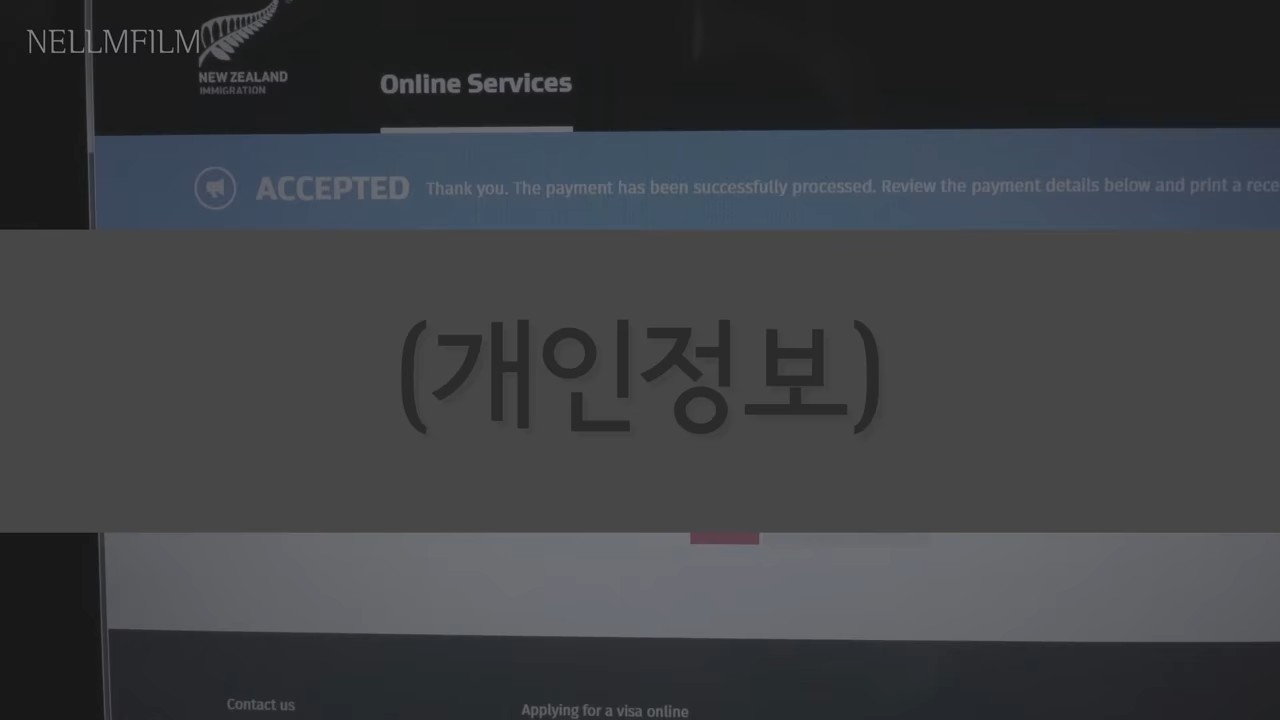 NELLMFILM
NEW ZEALAND
IMMIGRATION
Online Services
ACCEPTED Thank you. The payment has been successfully processed. Review the payment details below and print a rece
(개인정보)
Contact us
Applying for a visa online